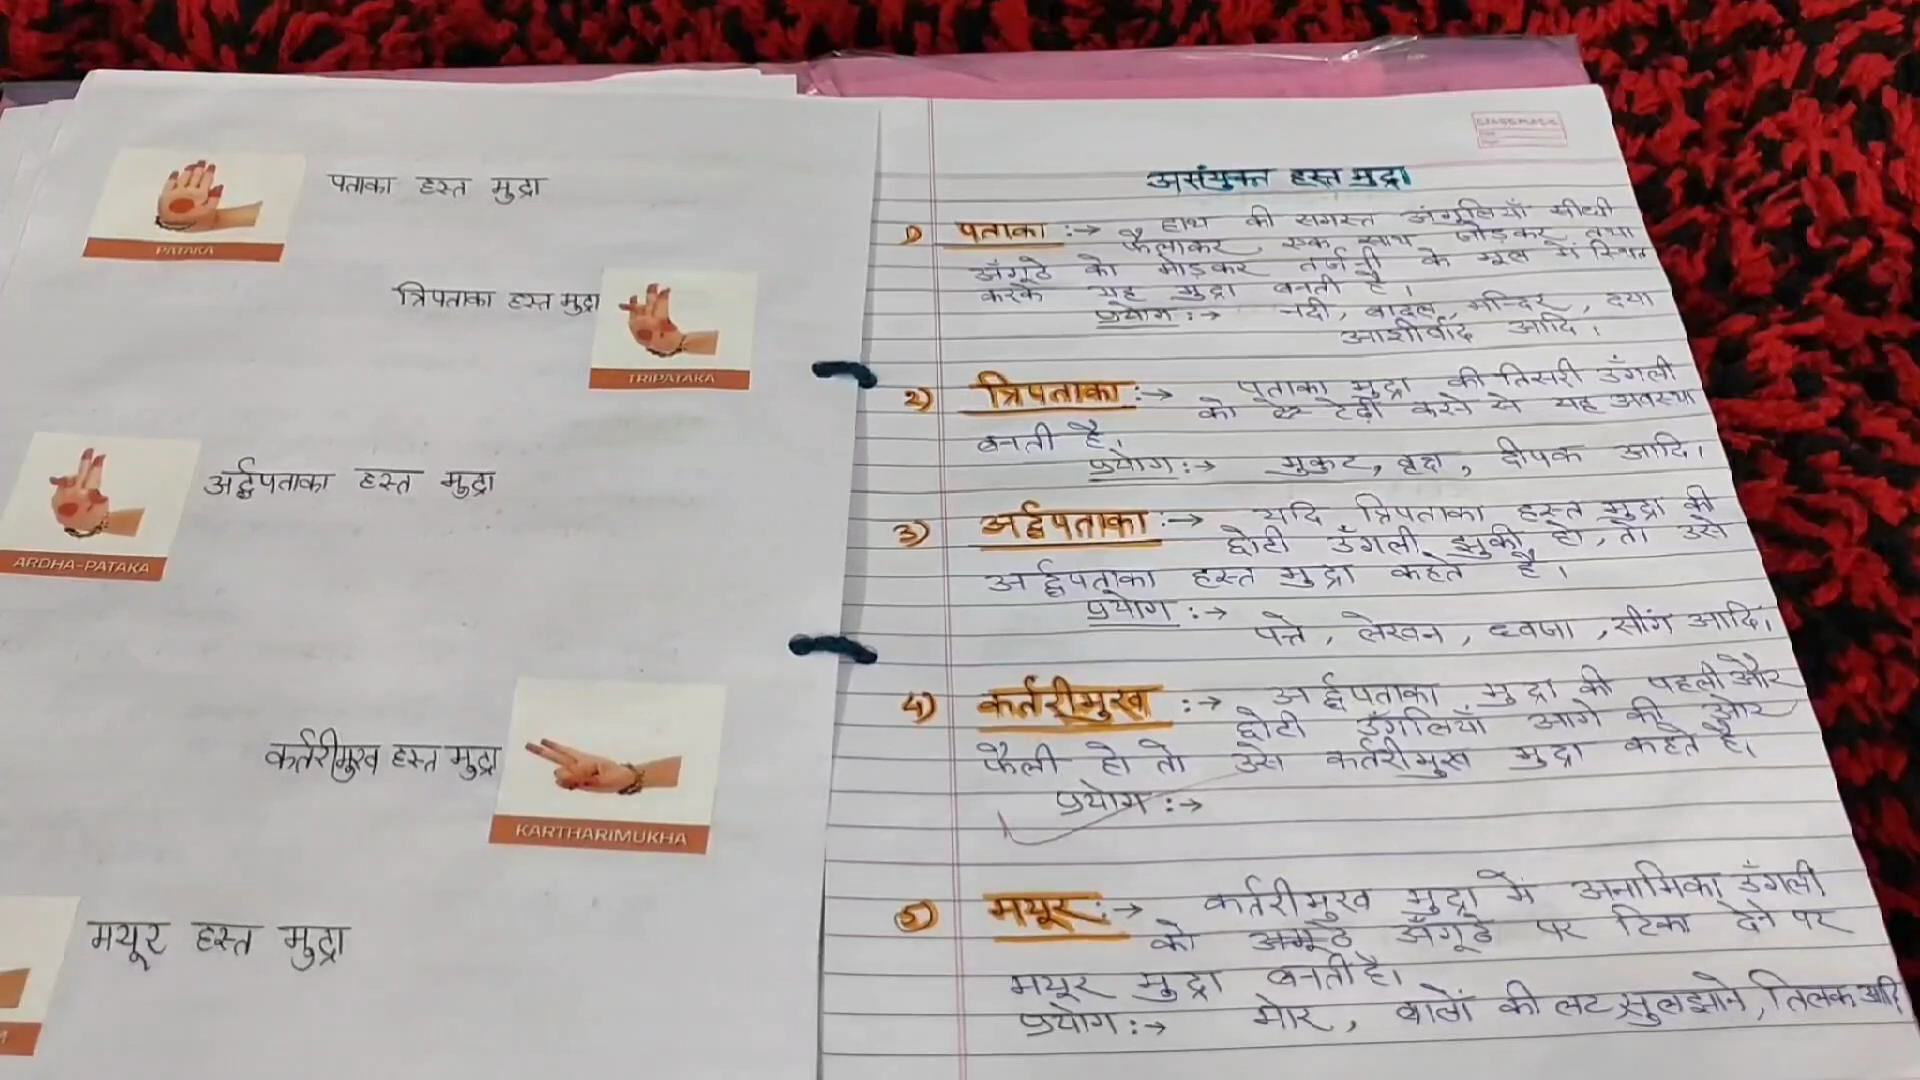 पताका हस्त मुद्रा
PATAKA
त्रिपताका हस्त मुद्रा
TRIPATAKA
अर्द्धपताका हस्त मुद्रा
ARDHA-PATAKA
कर्तरीमुख हस्त मुद्रा
KARTHARIMUKHA
मयूर हस्त मुद्रा
असंयुक्त हस्त मुद्रा
1) पताका :→ हाथ की समस्त अंगुलियाँ सीधी
फैलाकर, एक साथ जोड़कर तथा
अँगूठे को मोड़कर तर्जनी के मूल में स्थित
करके यह मुद्रा बनती है।
प्रयोग :→ नदी, बादल, मन्दिर, दया
आशीर्वाद आदि।
2) त्रिपताका :→ पताका मुद्रा की तिसरी उँगली
को टेढ़ी करने से यह अवस्था
बनती है।
प्रयोग :→ मुकुट, वृक्ष, दीपक आदि।
3) अर्द्धपताका :→ यदि त्रिपताका हस्त मुद्रा की
छोटी उँगली झुकी हो, तो उसे
अर्द्धपताका हस्त मुद्रा कहते है।
प्रयोग :→
पत्ते, लेखन, ध्वजा, सींग आदि।
4) कर्तरीमुख :→ अर्द्धपताका मुद्रा की पहली और
छोटी उँगलियाँ आगे की और
फैली हो तो उसे कर्तरीमुख मुद्रा कहते है।
प्रयोग :→
5) मयूर :→ कर्तरीमुख मुद्रा में अनामिका उँगली
को अँगूठे पर टिका देने पर
मयूर मुद्रा बनती है।
प्रयोग :→ मोर, बालों की लट सुलझाने, तिलक आदि